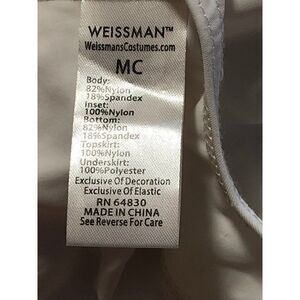 WEISSMAN™
WeissmansCostumes.com
MC
Body:
82%Nylon
18%Spandex
Inset:
100%Nylon
Bottom:
82%Nylon
18%Spandex
Topskirt:
100%Nylon
Underskirt:
100%Polyester
Exclusive Of Decoration
Exclusive Of Elastic
RN 64830
MADE IN CHINA
See Reverse For Care